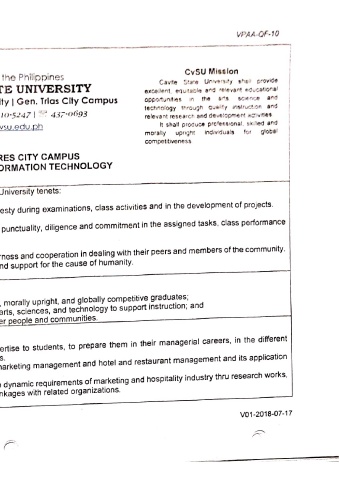 VPAA-QF-10
the Philippines
TE UNIVERSITY
ity | Gen. Trias City Campus
10-5247 | 437-0693
vsu.edu.ph
CvSU Mission
Cavite State University shall provide
excellent, equitable and relevant educational
opportunities in the arts science and
technology through quality instruction and
relevant research and development activities
It shall produce professional, skilled and
morally upright individuals for global
competitiveness
RES CITY CAMPUS
FORMATION TECHNOLOGY
University tenets:
esty during examinations, class activities and in the development of projects.
punctuality, diligence and commitment in the assigned tasks, class performance
rness and cooperation in dealing with their peers and members of the community.
nd support for the cause of humanity.
, morally upright, and globally competitive graduates;
arts, sciences, and technology to support instruction; and
er people and communities.
ertise to students, to prepare them in their managerial careers, in the different
s.
marketing management and hotel and restaurant management and its application
dynamic requirements of marketing and hospitality industry thru research works,
nkages with related organizations.
V01-2018-07-17